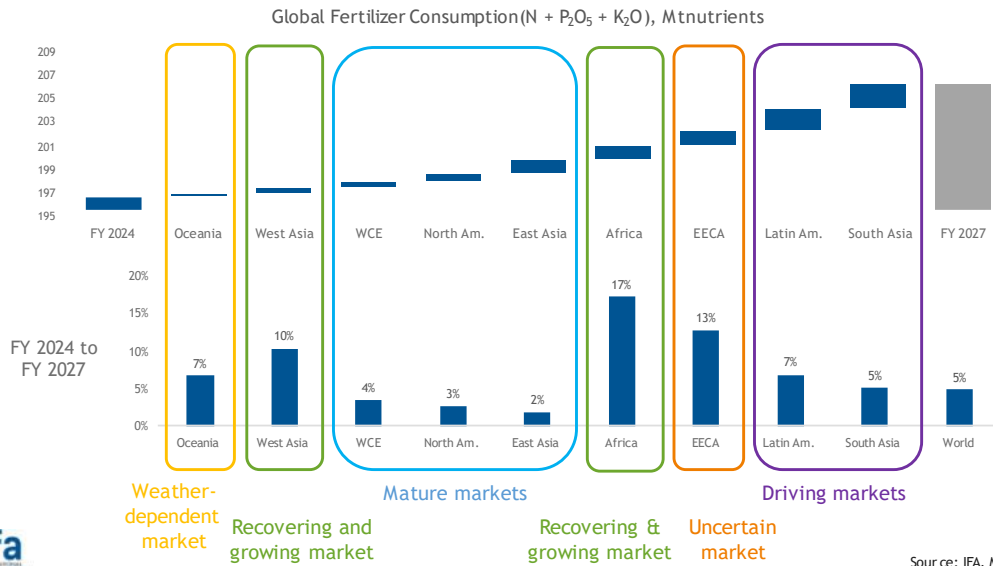 Global Fertilizer Consumption(N + P₂O₅ + K₂O), Mtnutrients
209
207
205
203
201
199
197
195
FY 2024 Oceania West Asia WCE North Am. East Asia Africa EECA Latin Am. South Asia FY 2027
FY 2024 to
FY 2027
20%
15%
10%
5%
0%
7% 10% 4% 3% 2% 17% 13% 7% 5% 5%
Oceania West Asia WCE North Am. East Asia Africa EECA Latin Am. South Asia World
Weather-
dependent
market
Recovering and
growing market
Mature markets
Recovering &
growing market
Uncertain
market
Driving markets
Source: IFA, M